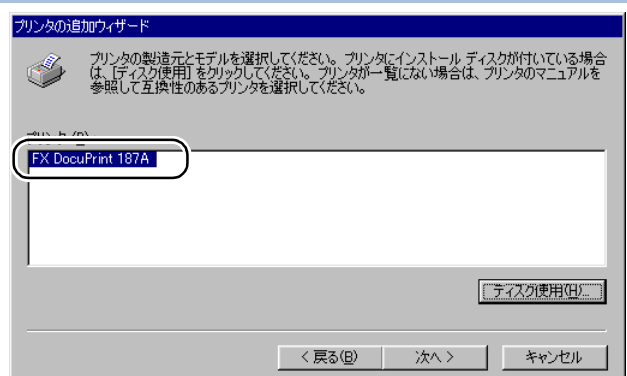 プリンタの追加ウィザード
プリンタの製造元とモデルを選択してください。プリンタにインストール ディスクが付いている場合
は、[ディスク使用] をクリックしてください。プリンタが一覧にない場合は、プリンタのマニュアルを
参照して互換性のあるプリンタを選択してください。
FX DocuPrint 187A
ディスク使用(H)...
< 戻る(B)
次へ >
キャンセル